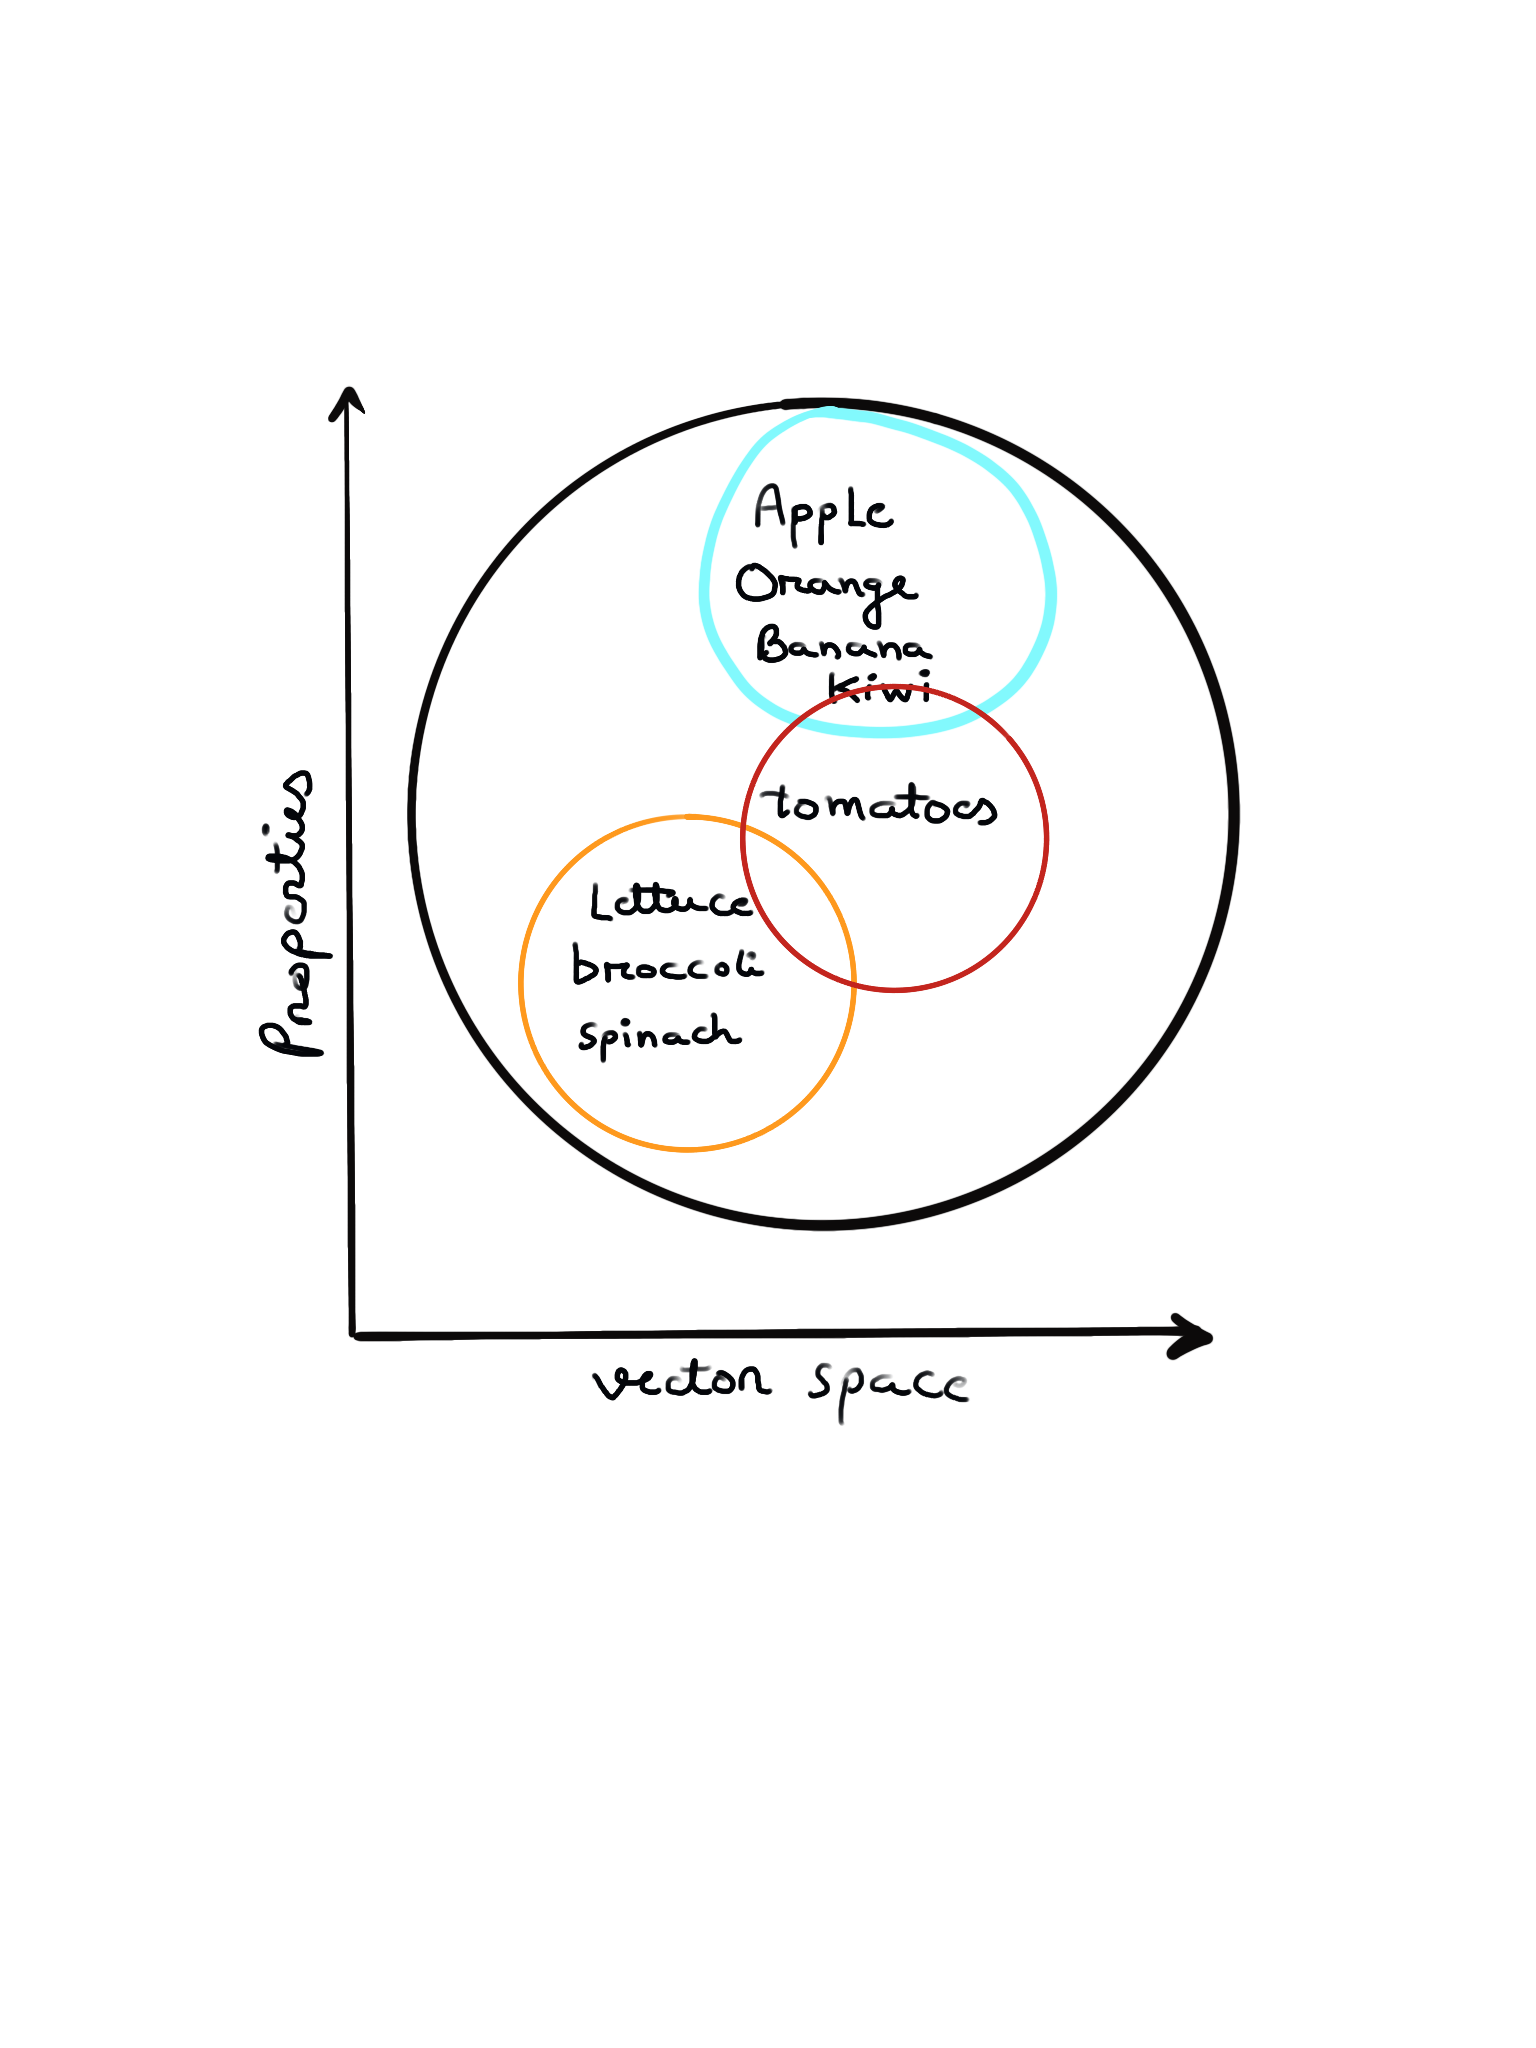 Apple
Orange
Banana
Kiwi
tomatoes
Lettuce
broccoli
spinach
Properties
vector space